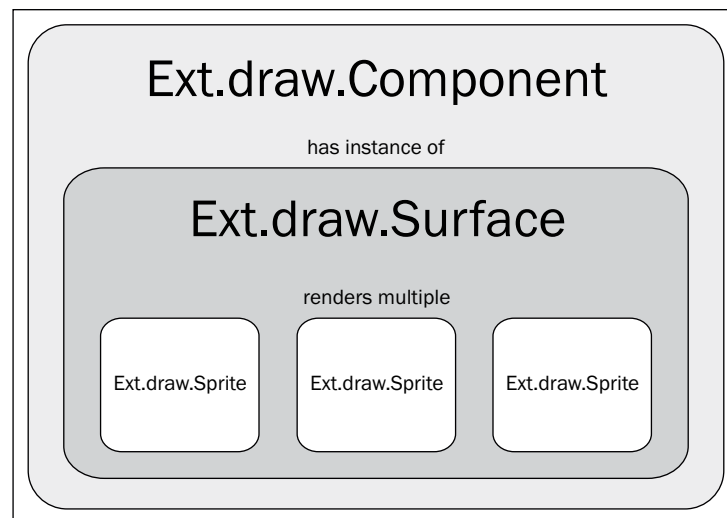 Ext.draw.Component
has instance of
Ext.draw.Surface
renders multiple
Ext.draw.Sprite
Ext.draw.Sprite
Ext.draw.Sprite